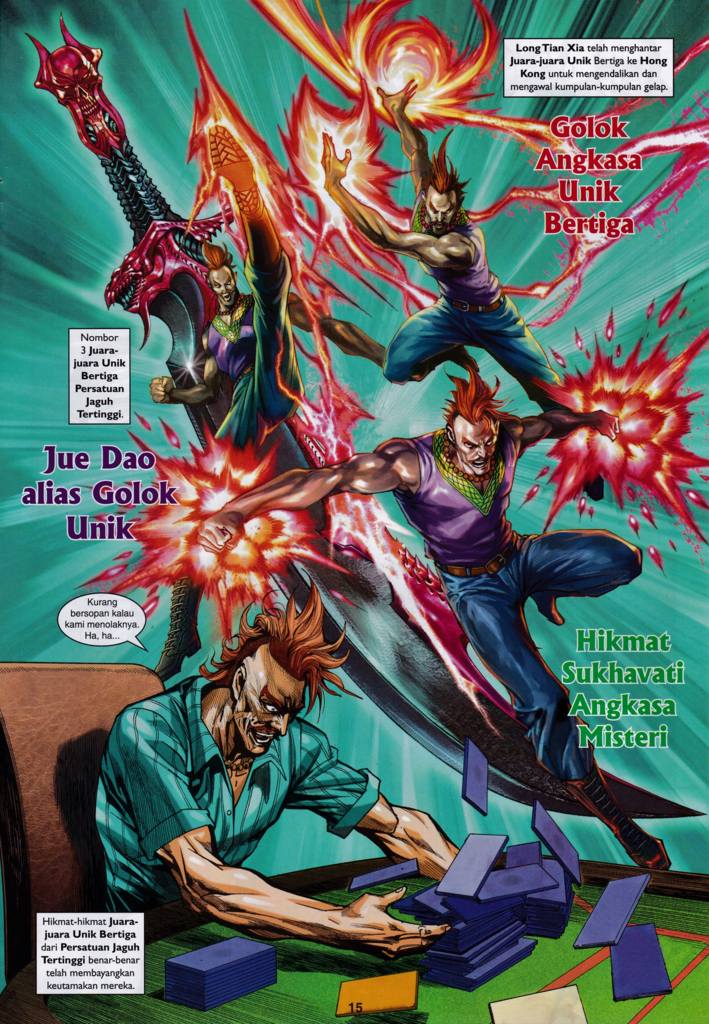 Long Tian Xia telah menghantar
Juara-juara Unik Bertiga ke Hong
Kong untuk mengendalikan dan
mengawal kumpulan-kumpulan gelap.
Golok
Angkasa
Unik
Bertiga
Nombor
3 Juara-
juara Unik
Bertiga
Persatuan
Jaguh
Tertinggi.
Jue Dao
alias Golok
Unik
Kurang
bersopan kalau
kami menolaknya.
Ha, ha...
Hikmat
Sukhavati
Angkasa
Misteri
Hikmat-hikmat Juara-
juara Unik Bertiga
dari Persatuan Jaguh
Tertinggi benar-benar
telah membayangkan
keutamakan mereka.
15